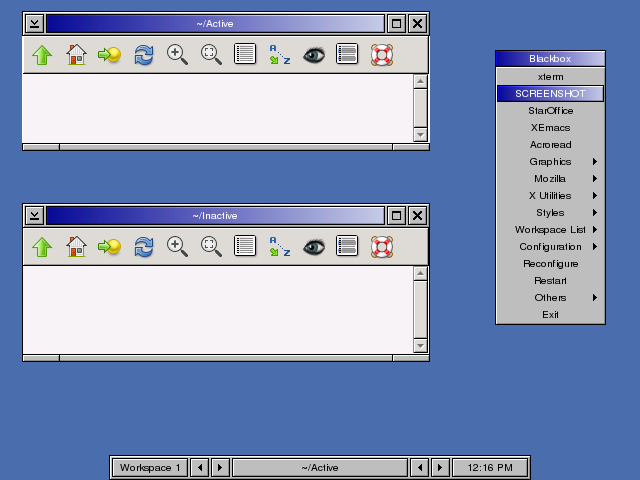 ~/Active
~/Inactive
Blackbox
xterm
SCREENSHOT
StarOffice
XEmacs
Acroread
Graphics
Mozilla
X Utilities
Styles
Workspace List
Configuration
Reconfigure
Restart
Others
Exit
Workspace 1
~/Active
12:16 PM